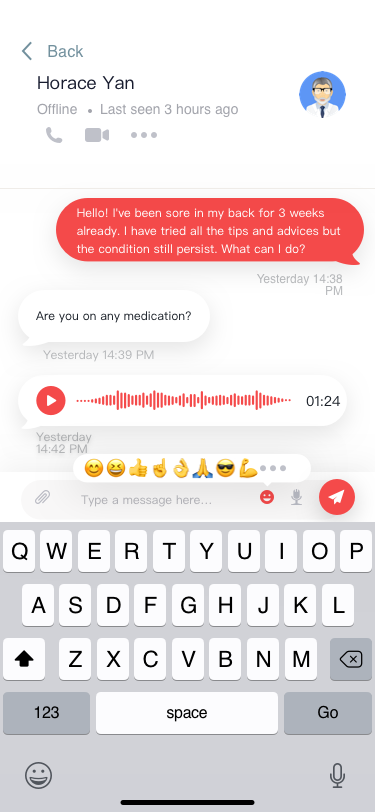 Back
Horace Yan
Offline • Last seen 3 hours ago
Hello! I've been sore in my back for 3 weeks
already. I have tried all the tips and advices but
the condition still persist. What can I do?
Yesterday 14:38
PM
Are you on any medication?
Yesterday 14:39 PM
01:24
Yesterday
14:42 PM
Type a message here...
Q W E R T Y U I O P
A S D F G H J K L
Z X C V B N M
123 space Go